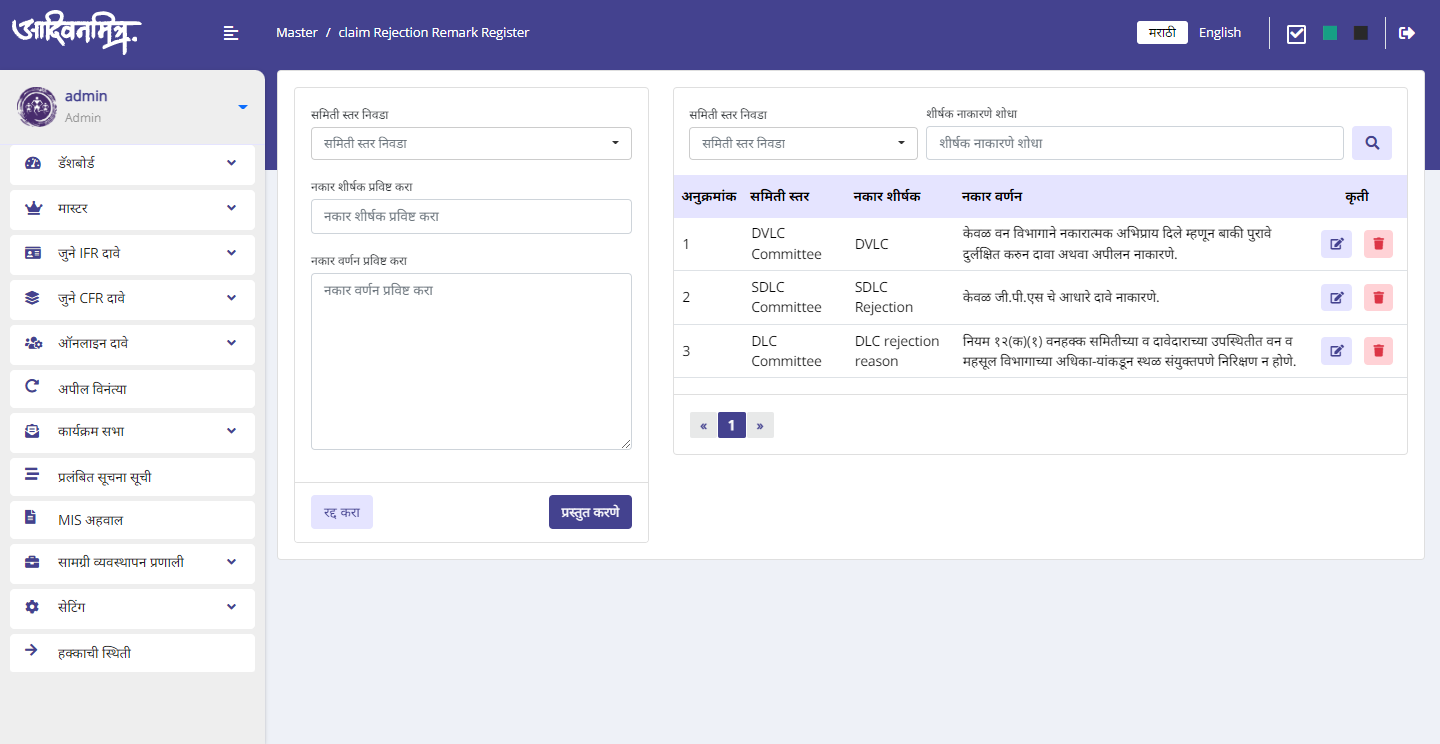 आदिवनमित्र..
Master / claim Rejection Remark Register
मराठी English
admin
Admin
डॅशबोर्ड
मास्टर
जुने IFR दावे
जुने CFR दावे
ऑनलाइन दावे
अपील विनंत्या
कार्यक्रम सभा
प्रलंबित सूचना सूची
MIS अहवाल
सामग्री व्यवस्थापन प्रणाली
सेटिंग
हक्काची स्थिती
समिती स्तर निवडा
समिती स्तर निवडा
नकार शीर्षक प्रविष्ट करा
नकार शीर्षक प्रविष्ट करा
नकार वर्णन प्रविष्ट करा
नकार वर्णन प्रविष्ट करा
रद्द करा प्रस्तुत करणे
समिती स्तर निवडा शीर्षक नाकारणे शोधा
समिती स्तर निवडा शीर्षक नाकारणे शोधा
अनुक्रमांक समिती स्तर नकार शीर्षक नकार वर्णन कृती
1 DVLC Committee DVLC केवळ वन विभागाने नकारात्मक अभिप्राय दिले म्हणून बाकी पुरावे
दुर्लक्षित करुन दावा अथवा अपीलन नाकारणे.
2 SDLC Committee SDLC Rejection केवळ जी.पी.एस चे आधारे दावे नाकारणे.
3 DLC Committee DLC rejection reason नियम १२(क)(१) वनहक्क समितीच्या व दावेदाराच्या उपस्थितीत वन व
महसूल विभागाच्या अधिका-यांकडून स्थळ संयुक्तपणे निरिक्षण न होणे.
« 1 »